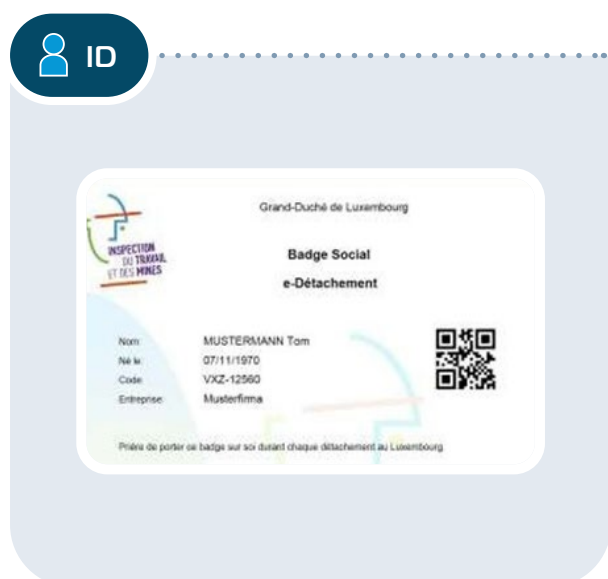 ID
Grand-Duché de Luxembourg
INSPECTION
DU TRAVAIL
ET DES MINES
Badge Social
e-Détachement
Nom: MUSTERMANN Tom
Né le: 07/11/1970
Code VXZ-12560
Entreprise: Musterfirma
Prière de porter ce badge sur soi durant chaque détachement au Luxembourg